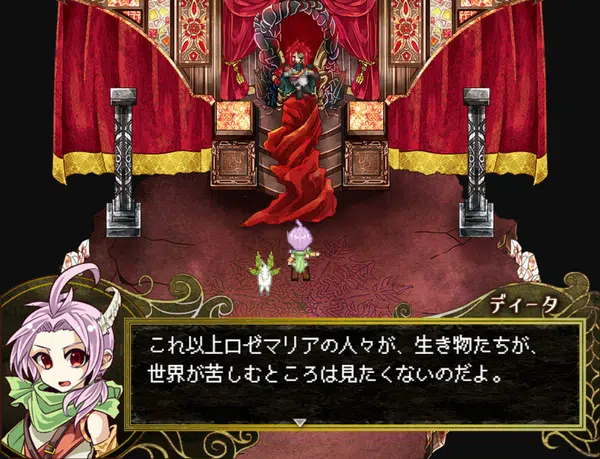 ディータ
これ以上ロゼマリアの人々が、生き物たちが、
世界が苦しむところは見たくないのだよ。